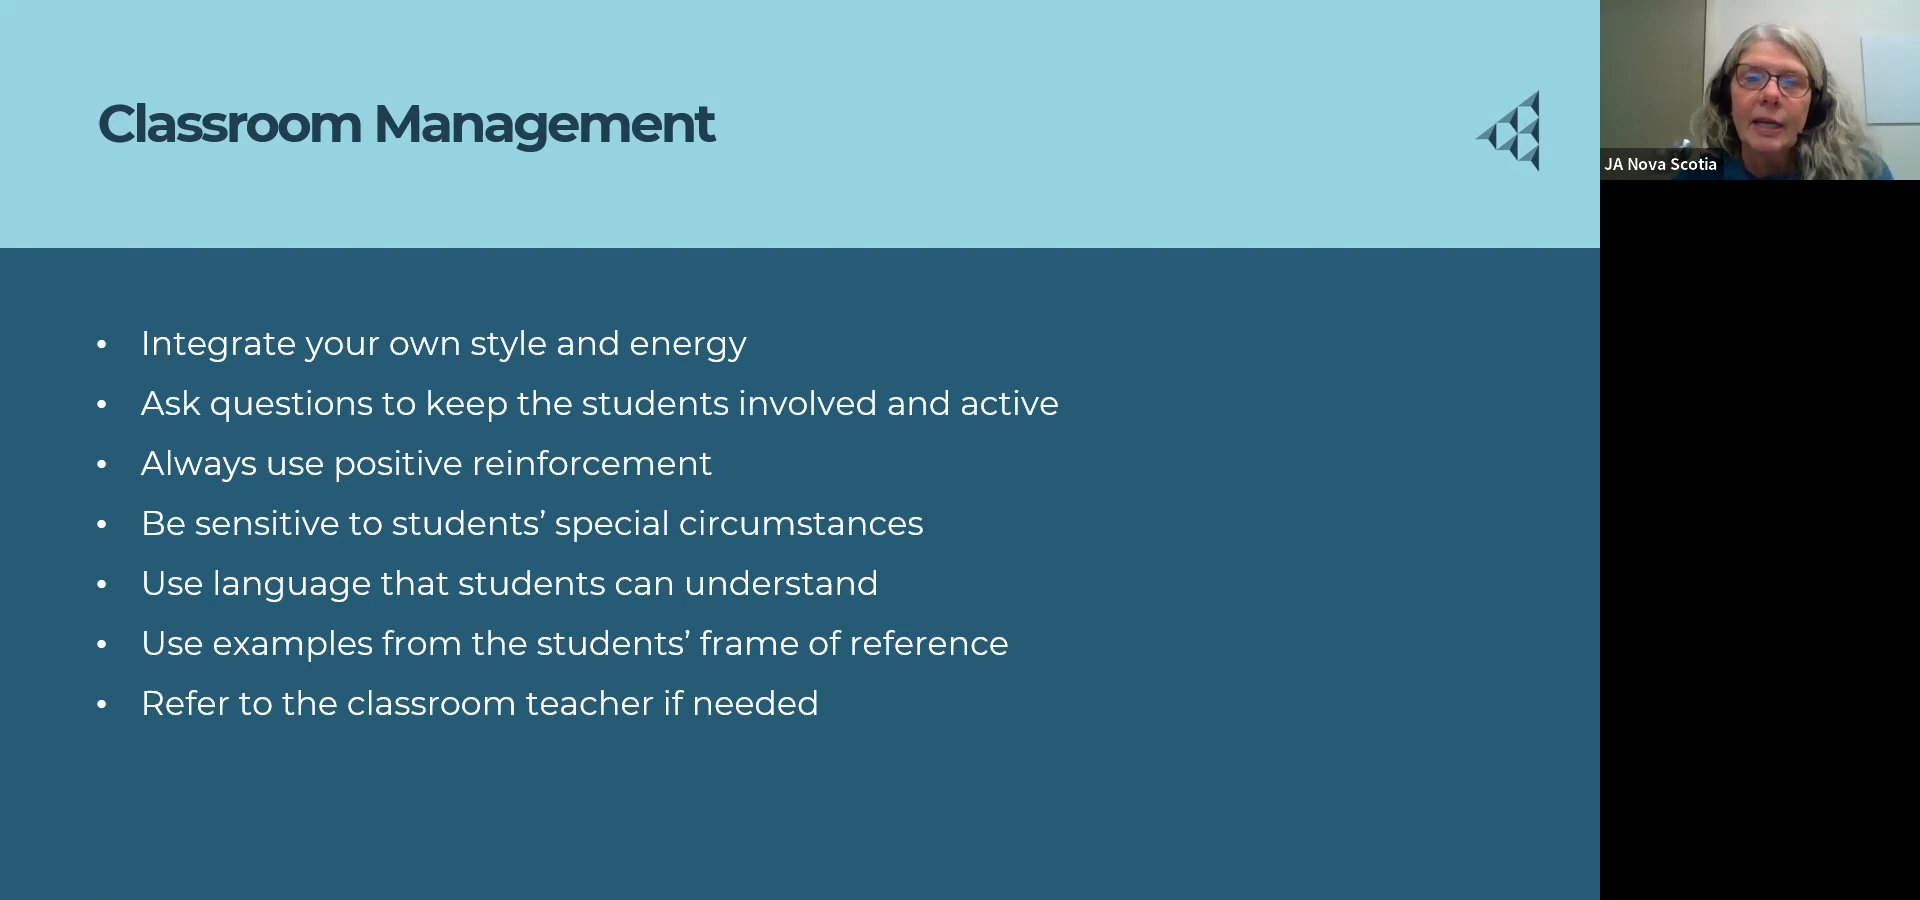 Classroom Management
JA Nova Scotia
• Integrate your own style and energy
• Ask questions to keep the students involved and active
• Always use positive reinforcement
• Be sensitive to students’ special circumstances
• Use language that students can understand
• Use examples from the students’ frame of reference
• Refer to the classroom teacher if needed